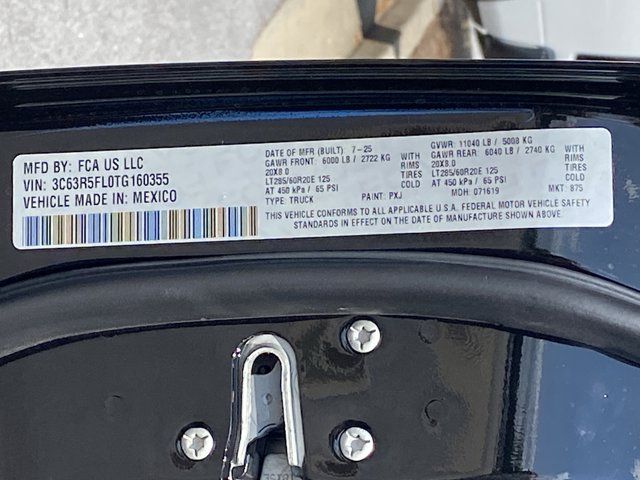 MFD BY: FCA US LLC
VIN: 3C63R5FL0TG160355
VEHICLE MADE IN: MEXICO
DATE OF MFR (BUILT): 7-25
GAWR FRONT: 6000 LB / 2722 KG WITH
20X8.0 RIMS
LT285/60R20E 125 TIRES
AT 450 kPa / 65 PSI COLD
TYPE: TRUCK PAINT: PXJ
GVWR: 11040 LB / 5008 KG
GAWR REAR: 6040 LB / 2740 KG WITH
20X8.0 RIMS
LT285/60R20E 125 TIRES
AT 450 kPa / 65 PSI COLD
MDH: 071619 MKT: 875
THIS VEHICLE CONFORMS TO ALL APPLICABLE U.S.A. FEDERAL MOTOR VEHICLE SAFETY
STANDARDS IN EFFECT ON THE DATE OF MANUFACTURE SHOWN ABOVE.